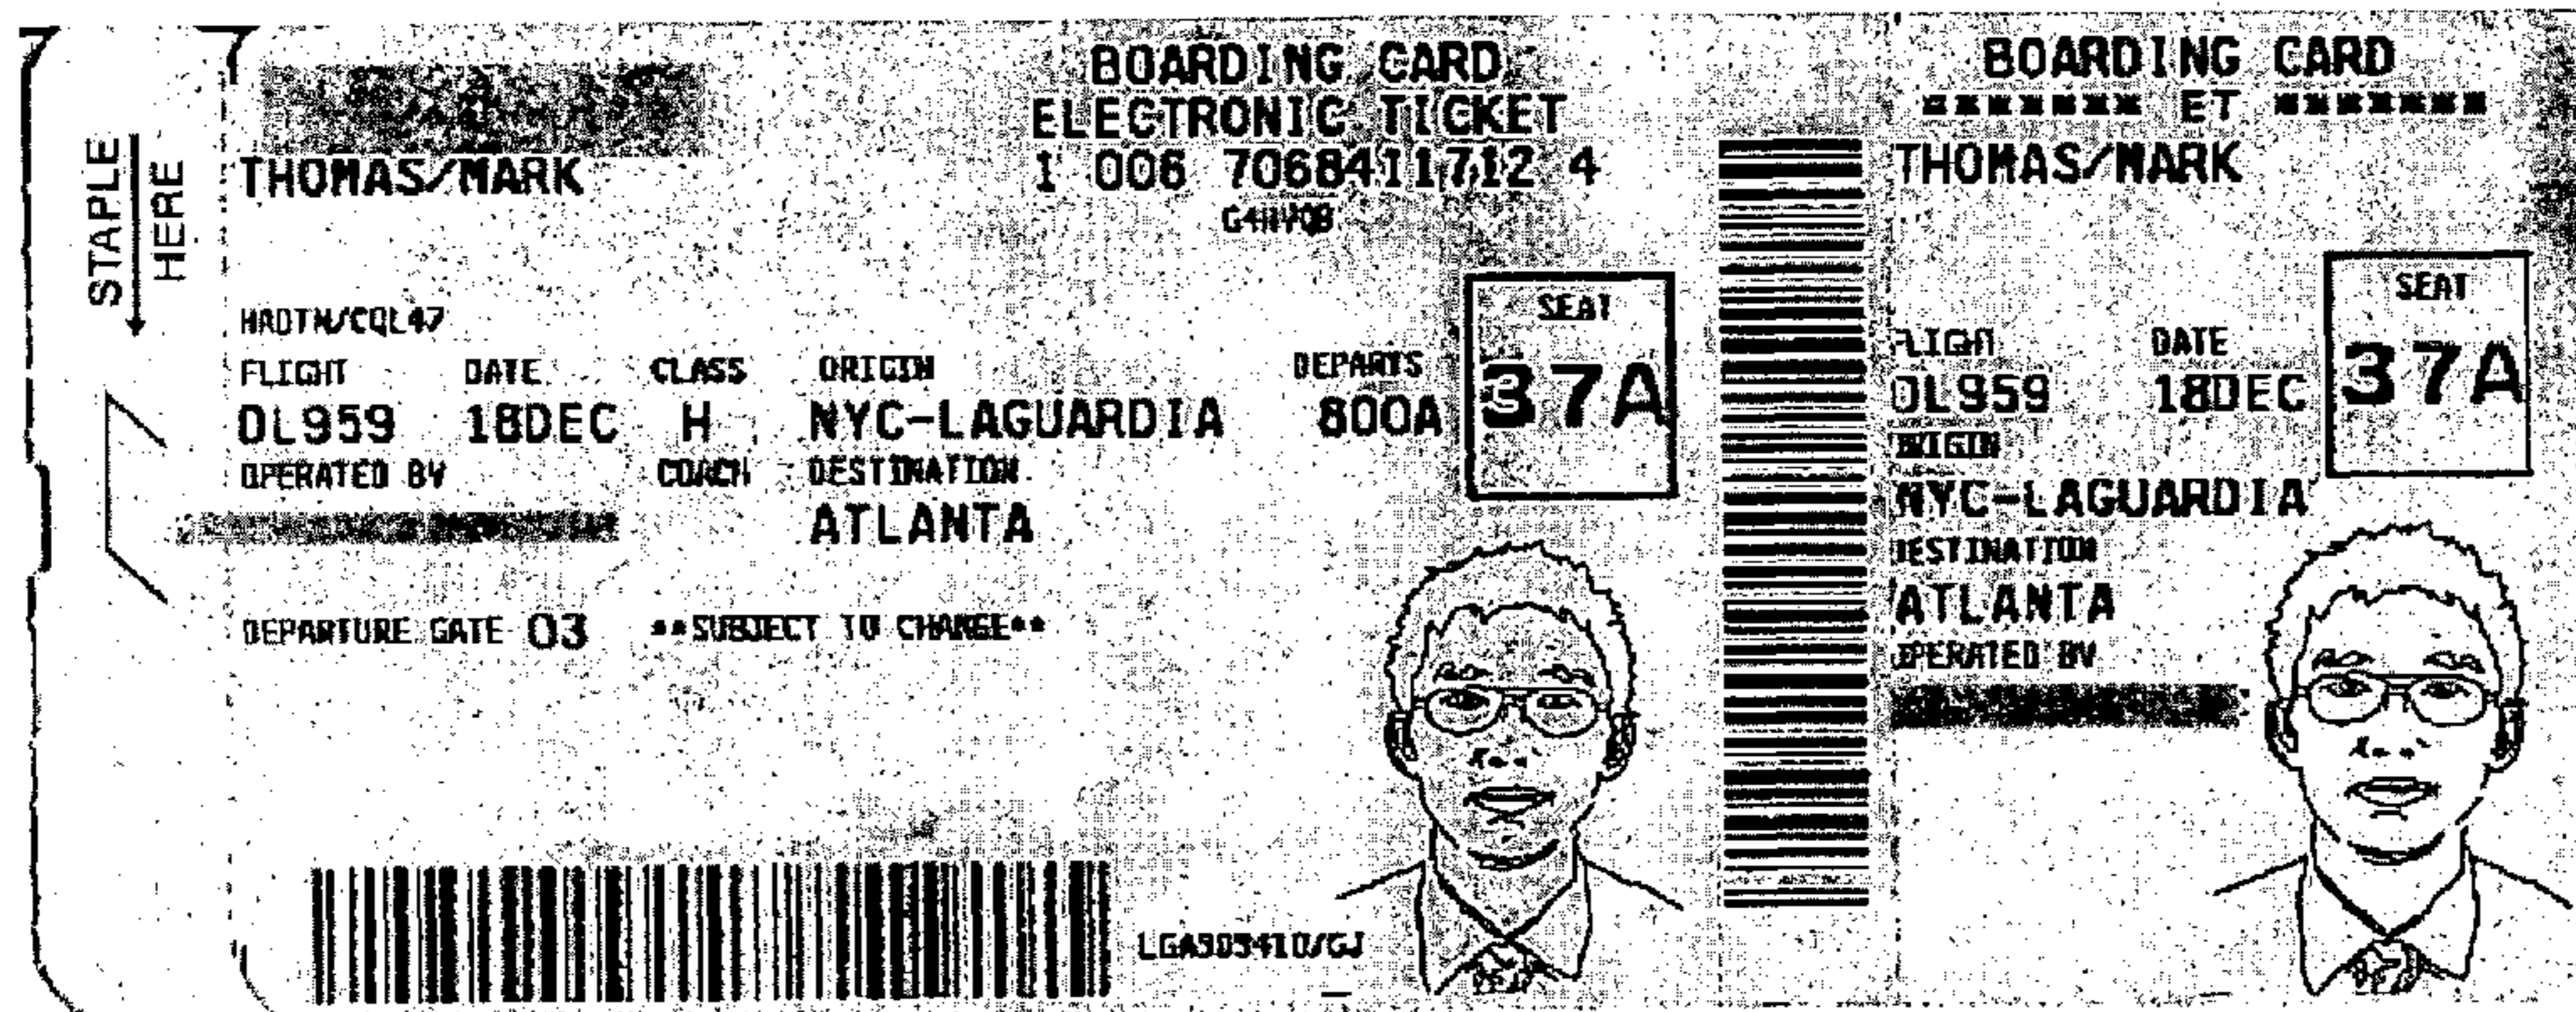 STAPLE
HERE
BOARDING CARD
ELECTRONIC TICKET
THOMAS/MARK
1 006 7068411712 4
SEAT
37A
FLIGHT DATE CLASS ORIGIN DEPARTS
DL959 18DEC H NYC-LAGUARDIA 800A
OPERATED BY COACH DESTINATION
ATLANTA
DEPARTURE GATE 03 **SUBJECT TO CHANGE**
BOARDING CARD
******* ET *******
THOMAS/MARK
SEAT
37A
FLIGHT DATE
DL959 18DEC
ORIGIN
NYC-LAGUARDIA
DESTINATION
ATLANTA
OPERATED BY